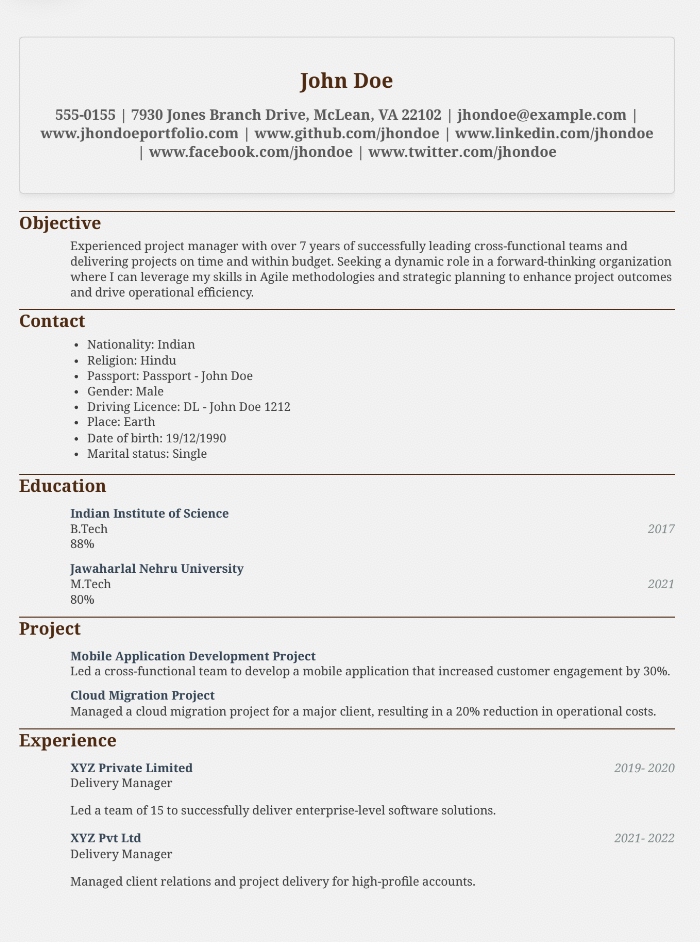 John Doe
555-0155 | 7930 Jones Branch Drive, McLean, VA 22102 | jhondoe@example.com |
www.jhondoeportfolio.com | www.github.com/jhondoe | www.linkedin.com/jhondoe
| www.facebook.com/jhondoe | www.twitter.com/jhondoe
Objective
Experienced project manager with over 7 years of successfully leading cross-functional teams and
delivering projects on time and within budget. Seeking a dynamic role in a forward-thinking organization
where I can leverage my skills in Agile methodologies and strategic planning to enhance project outcomes
and drive operational efficiency.
Contact
• Nationality: Indian
• Religion: Hindu
• Passport: Passport - John Doe
• Gender: Male
• Driving Licence: DL - John Doe 1212
• Place: Earth
• Date of birth: 19/12/1990
• Marital status: Single
Education
Indian Institute of Science
B.Tech 2017
88%
Jawaharlal Nehru University
M.Tech 2021
80%
Project
Mobile Application Development Project
Led a cross-functional team to develop a mobile application that increased customer engagement by 30%.
Cloud Migration Project
Managed a cloud migration project for a major client, resulting in a 20% reduction in operational costs.
Experience
XYZ Private Limited 2019- 2020
Delivery Manager
Led a team of 15 to successfully deliver enterprise-level software solutions.
XYZ Pvt Ltd 2021- 2022
Delivery Manager
Managed client relations and project delivery for high-profile accounts.